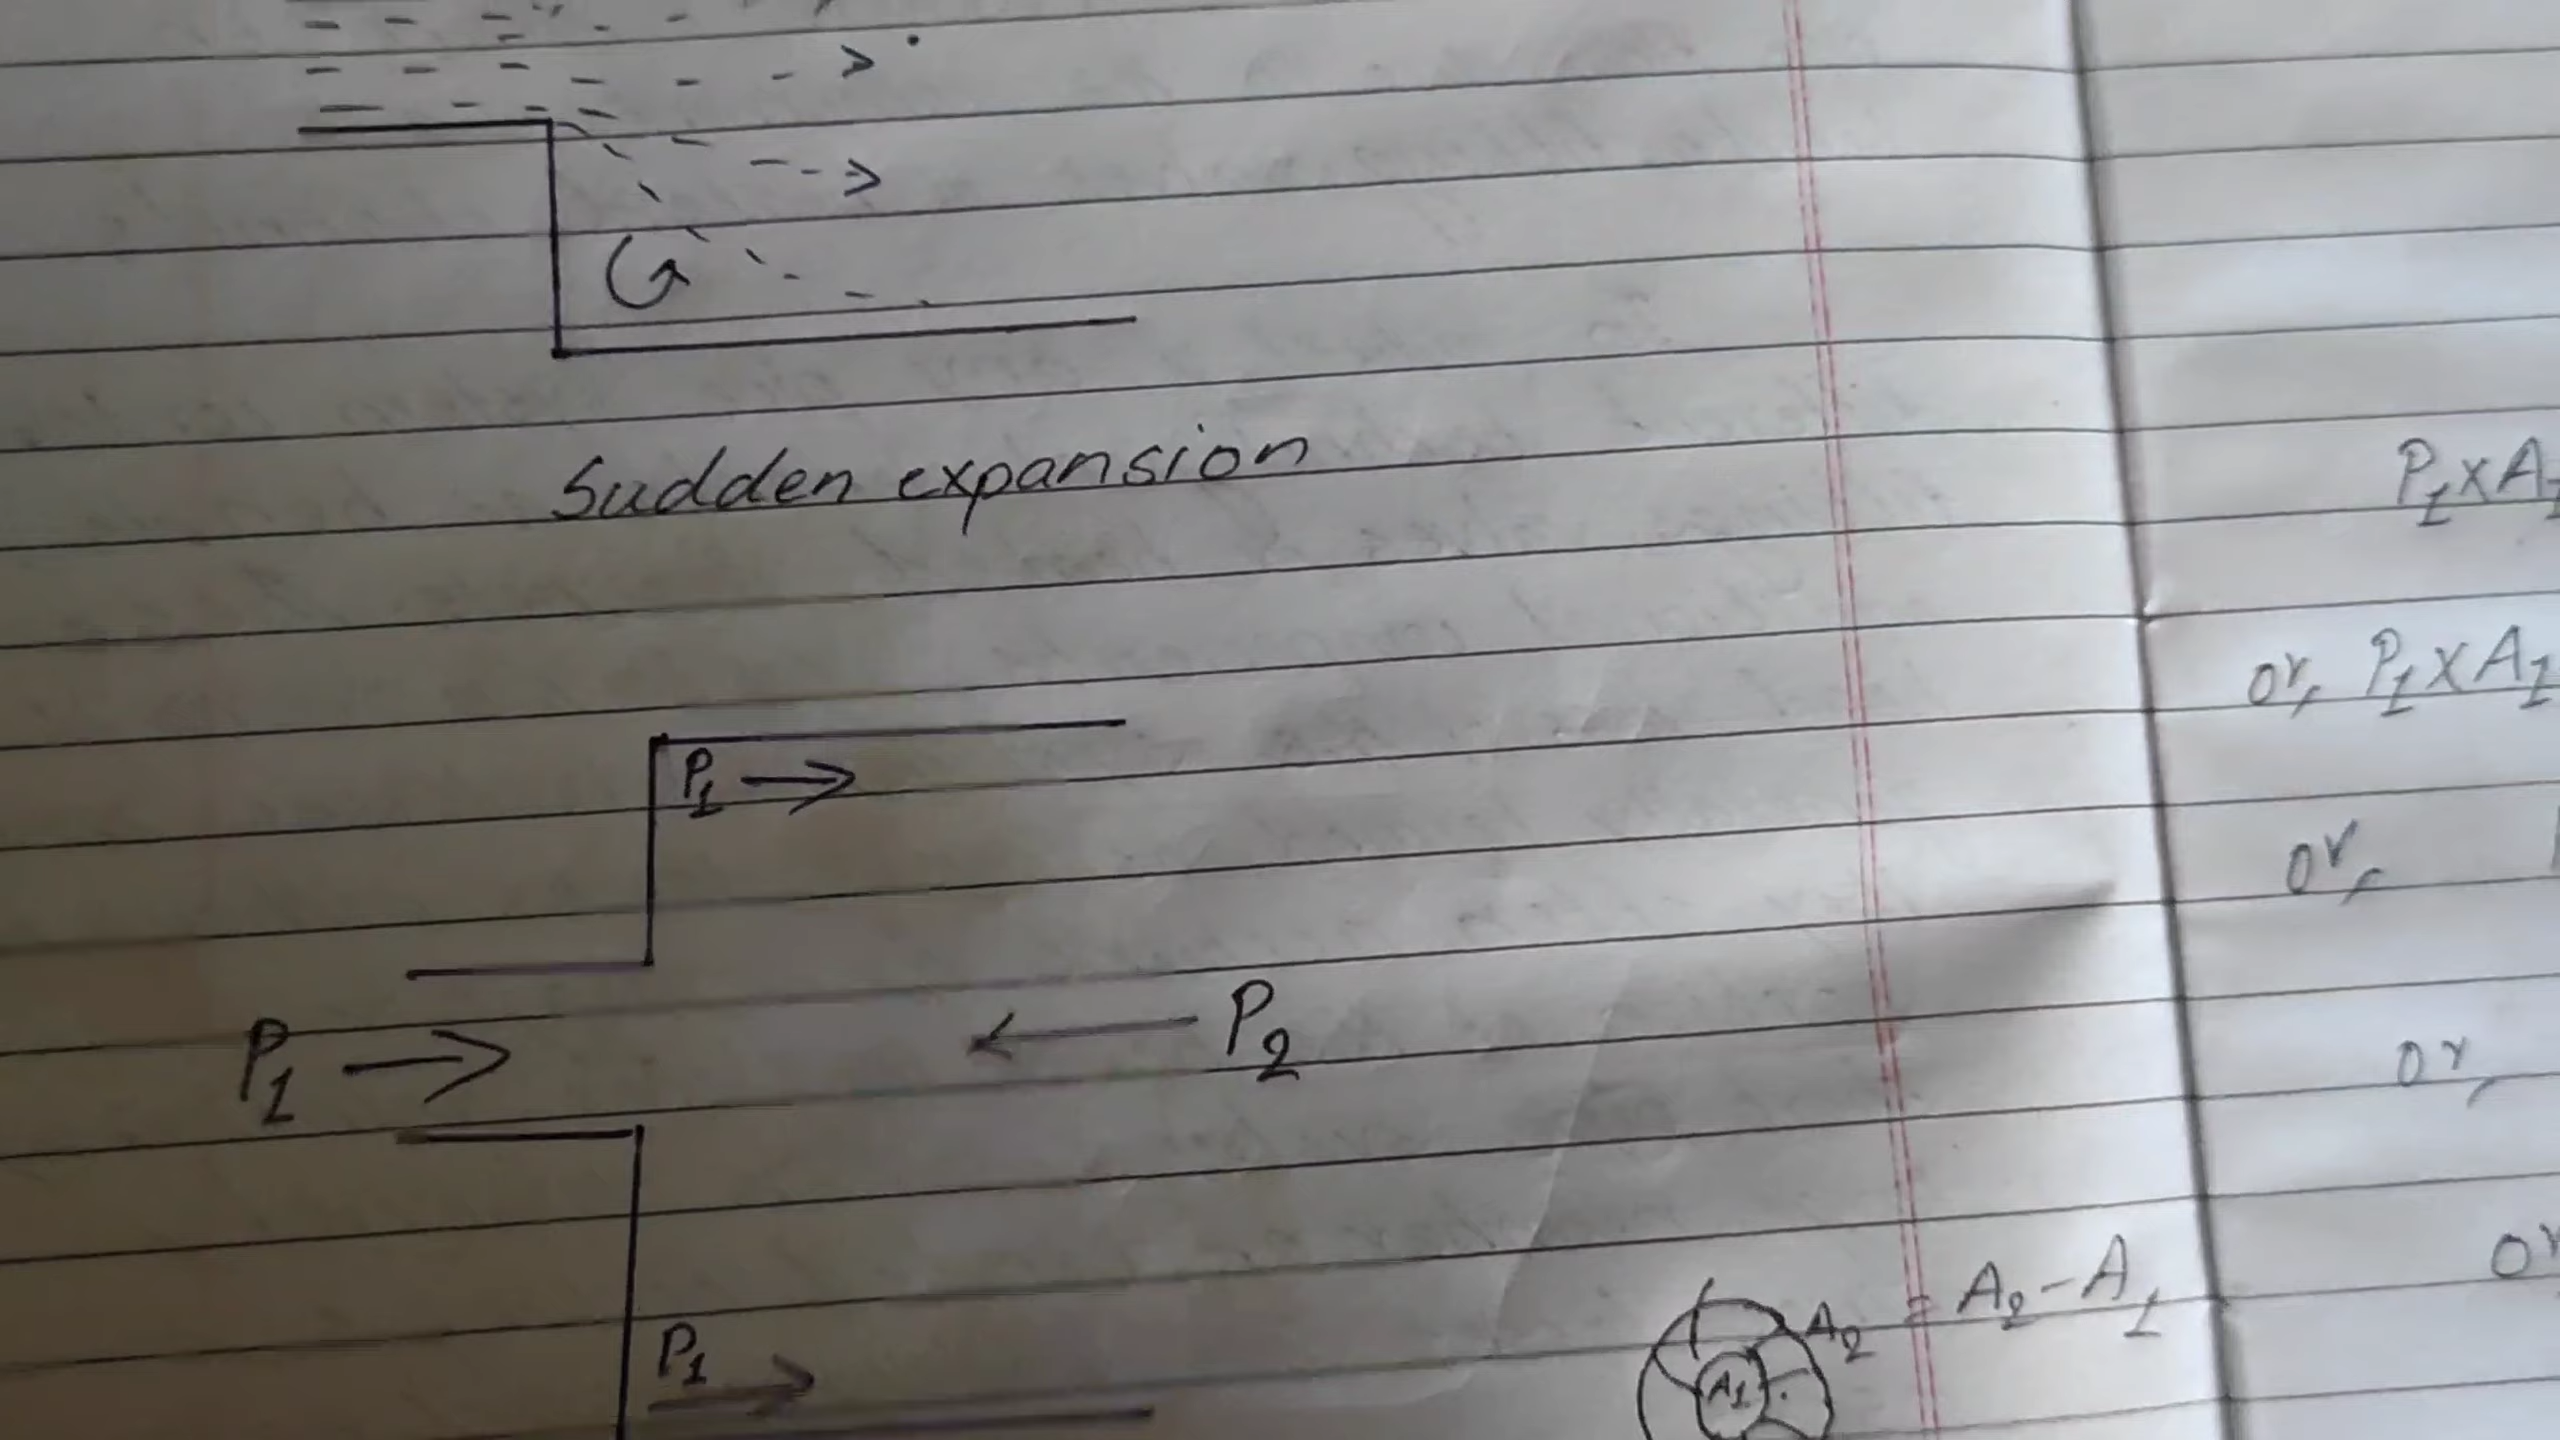 Sudden expansion
P1 →
P1 →
← P2
P1 →
A1
A2 = A2 - A1
P1 x A1
or, P1 x A1
or,
or,
or